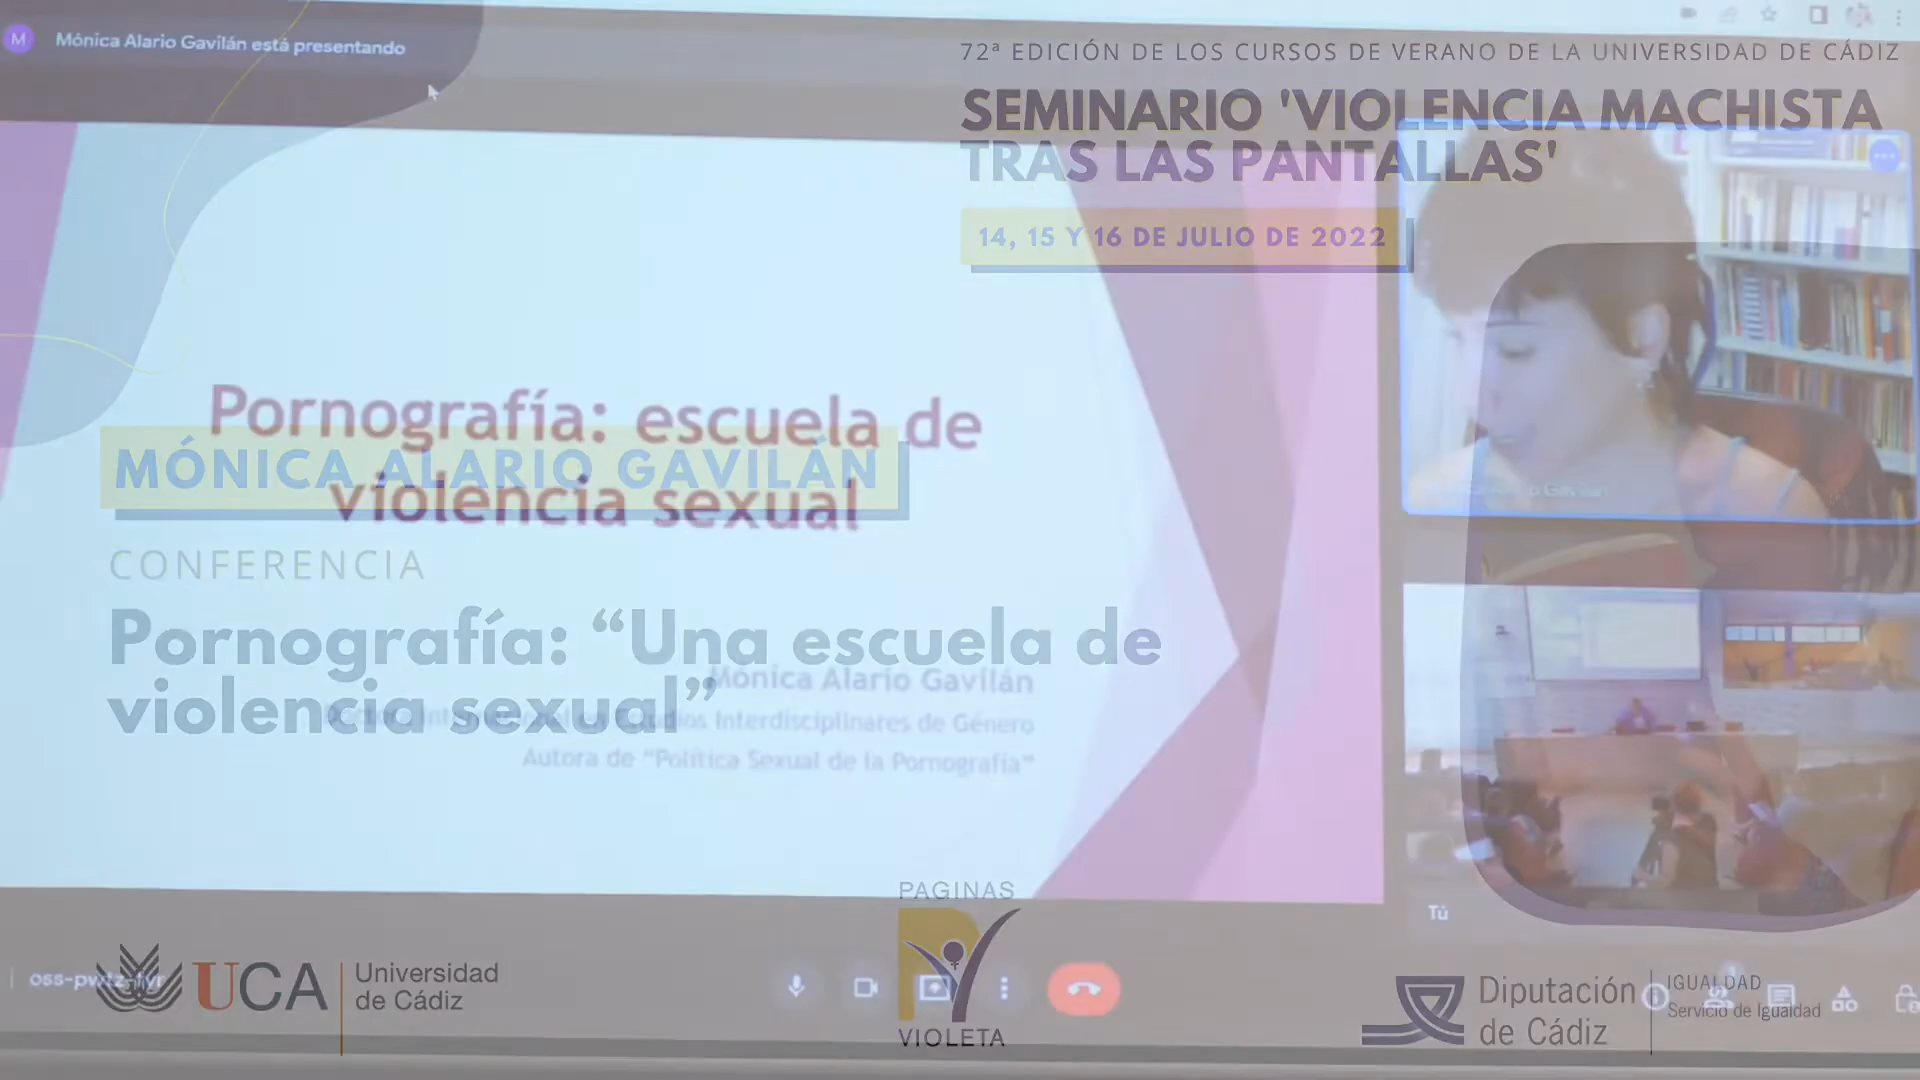 M
Mónica Alario Gavilán está presentando
72ª EDICIÓN DE LOS CURSOS DE VERANO DE LA UNIVERSIDAD DE CÁDIZ
SEMINARIO 'VIOLENCIA MACHISTA
TRAS LAS PANTALLAS'
14, 15 Y 16 DE JULIO DE 2022
Pornografía: escuela de
violencia sexual
MÓNICA ALARIO GAVILÁN
CONFERENCIA
Pornografía: “Una escuela de
violencia sexual”
Mónica Alario Gavilán
Estudios Interdisciplinares de Género
Autora de "Política Sexual de la Pornografía"
Tú
PAGINAS
VIOLETA
UCA
Universidad
de Cádiz
Diputación
de Cádiz
IGUALDAD
Servicio de Igualdad